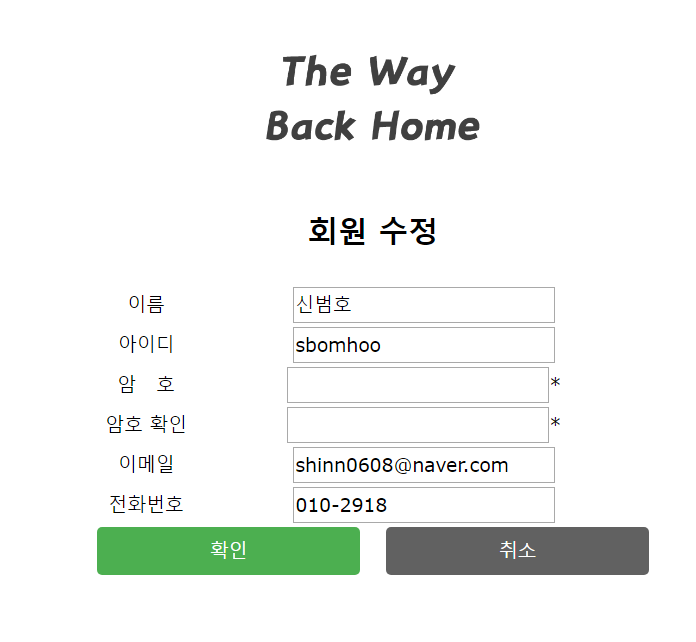 The Way
Back Home
회원 수정
이름 신범호
아이디 sbomhoo
암 호 *
암호 확인 *
이메일 shinn0608@naver.com
전화번호 010-2918
확인 취소